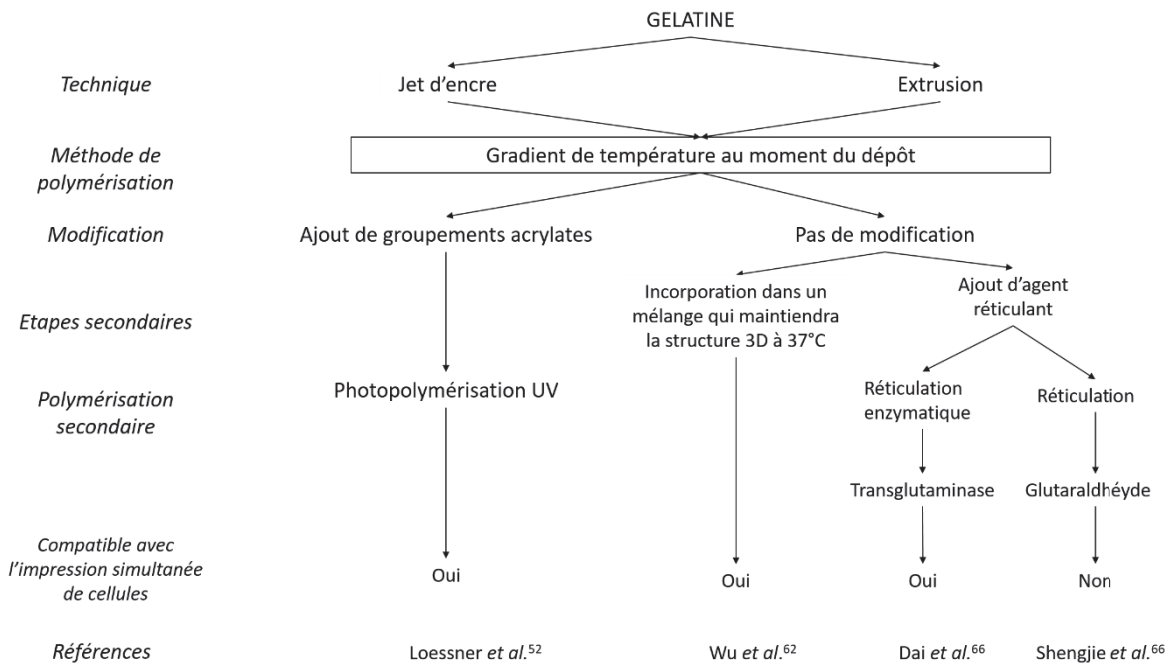 GELATINE
Technique
Jet d'encre
Extrusion
Méthode de
polymérisation
Gradient de température au moment du dépôt
Modification
Ajout de groupements acrylates
Pas de modification
Etapes secondaires
Incorporation dans un
mélange qui maintiendra
la structure 3D à 37°C
Ajout d'agent
réticulant
Polymérisation
secondaire
Photopolymérisation UV
Réticulation
enzymatique
Réticulation
Transglutaminase
Glutaraldhéyde
Compatible avec
l'impression simultanée
de cellules
Oui
Oui
Oui
Non
Références
Loessner et al.52
Wu et al.62
Dai et al.66
Shengjie et al.66